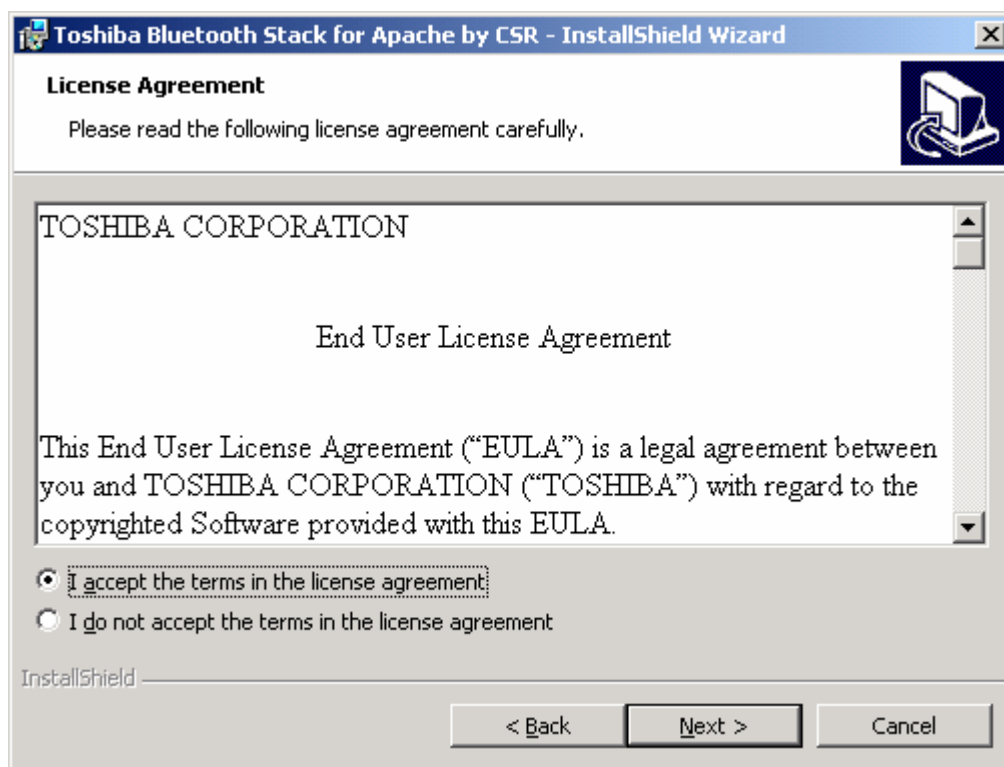 Toshiba Bluetooth Stack for Apache by CSR - InstallShield Wizard
License Agreement
Please read the following license agreement carefully.
TOSHIBA CORPORATION
End User License Agreement
This End User License Agreement (“EULA”) is a legal agreement between
you and TOSHIBA CORPORATION (“TOSHIBA”) with regard to the
copyrighted Software provided with this EULA.
I accept the terms in the license agreement
I do not accept the terms in the license agreement
InstallShield
< Back
Next >
Cancel